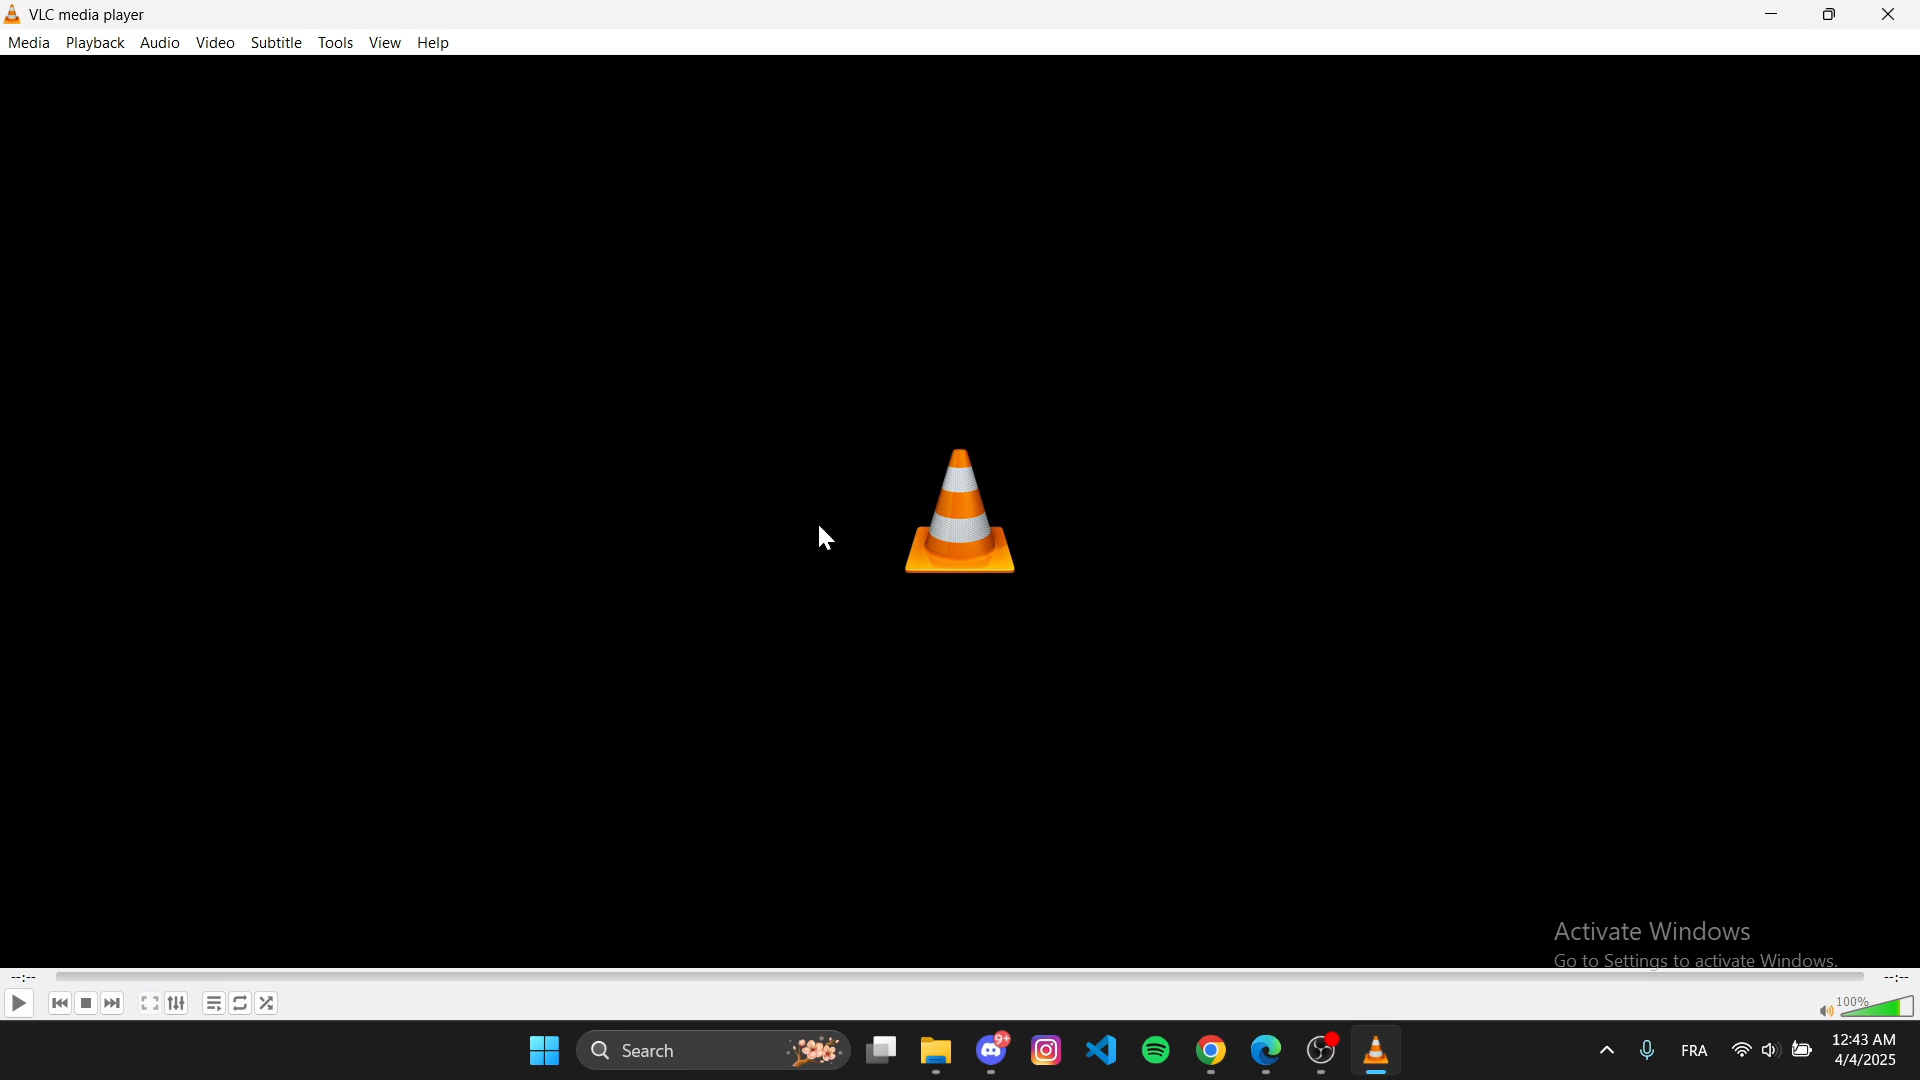 VLC media player
Media Playback Audio Video Subtitle Tools View Help
Activate Windows
Go to Settings to activate Windows.
--:-- --:--
100%
Search
9+
FRA
12:43 AM
4/4/2025